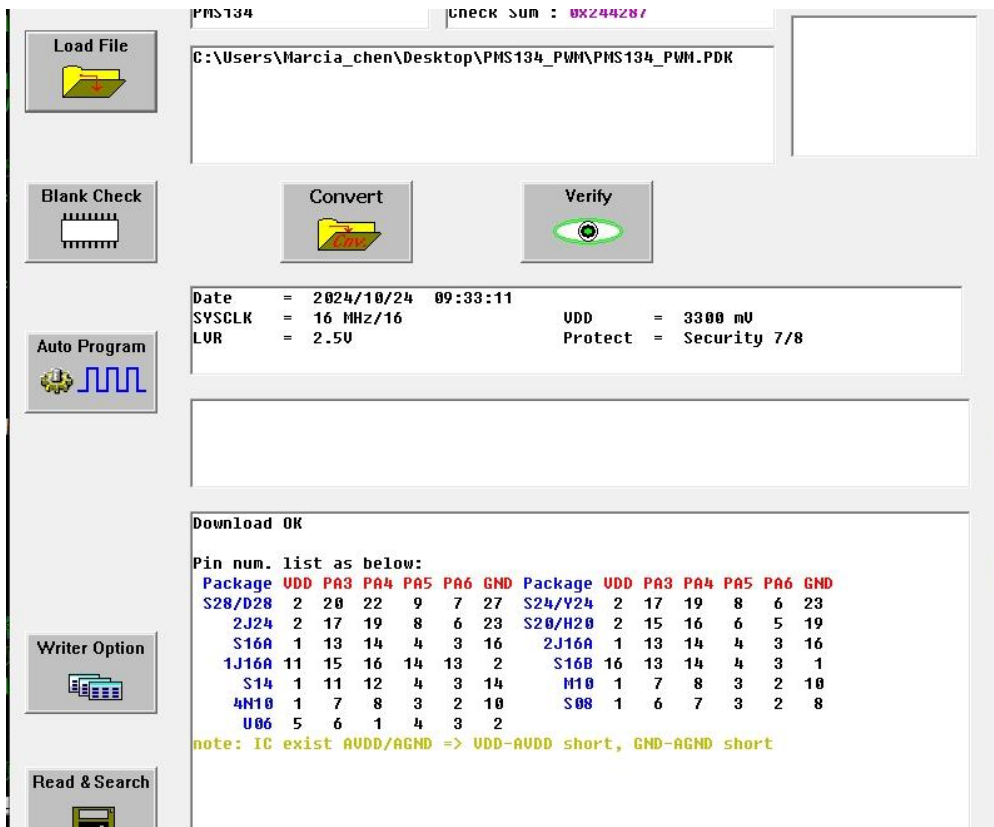 PMS134 Check Sum : 0x244287
Load File
C:\Users\Marcia_chen\Desktop\PMS134_PWM\PMS134_PWM.PDK
Blank Check
Convert
Cnv.
Verify
Date = 2024/10/24 09:33:11
SYSCLK = 16 MHz/16 VDD = 3300 mV
LVR = 2.5V Protect = Security 7/8
Auto Program
Download OK
Pin num. list as below:
Package VDD PA3 PA4 PA5 PA6 GND Package VDD PA3 PA4 PA5 PA6 GND
S28/D28 2 20 22 9 7 27 S24/Y24 2 17 19 8 6 23
2J24 2 17 19 8 6 23 S20/H20 2 15 16 6 5 19
S16A 1 13 14 4 3 16 2J16A 1 13 14 4 3 16
1J16A 11 15 16 14 13 2 S16B 16 13 14 4 3 1
S14 1 11 12 4 3 14 M10 1 7 8 3 2 10
4N10 1 7 8 3 2 10 S08 1 6 7 3 2 8
U06 5 6 1 4 3 2
note: IC exist AVDD/AGND => VDD-AVDD short, GND-AGND short
Writer Option
Read & Search